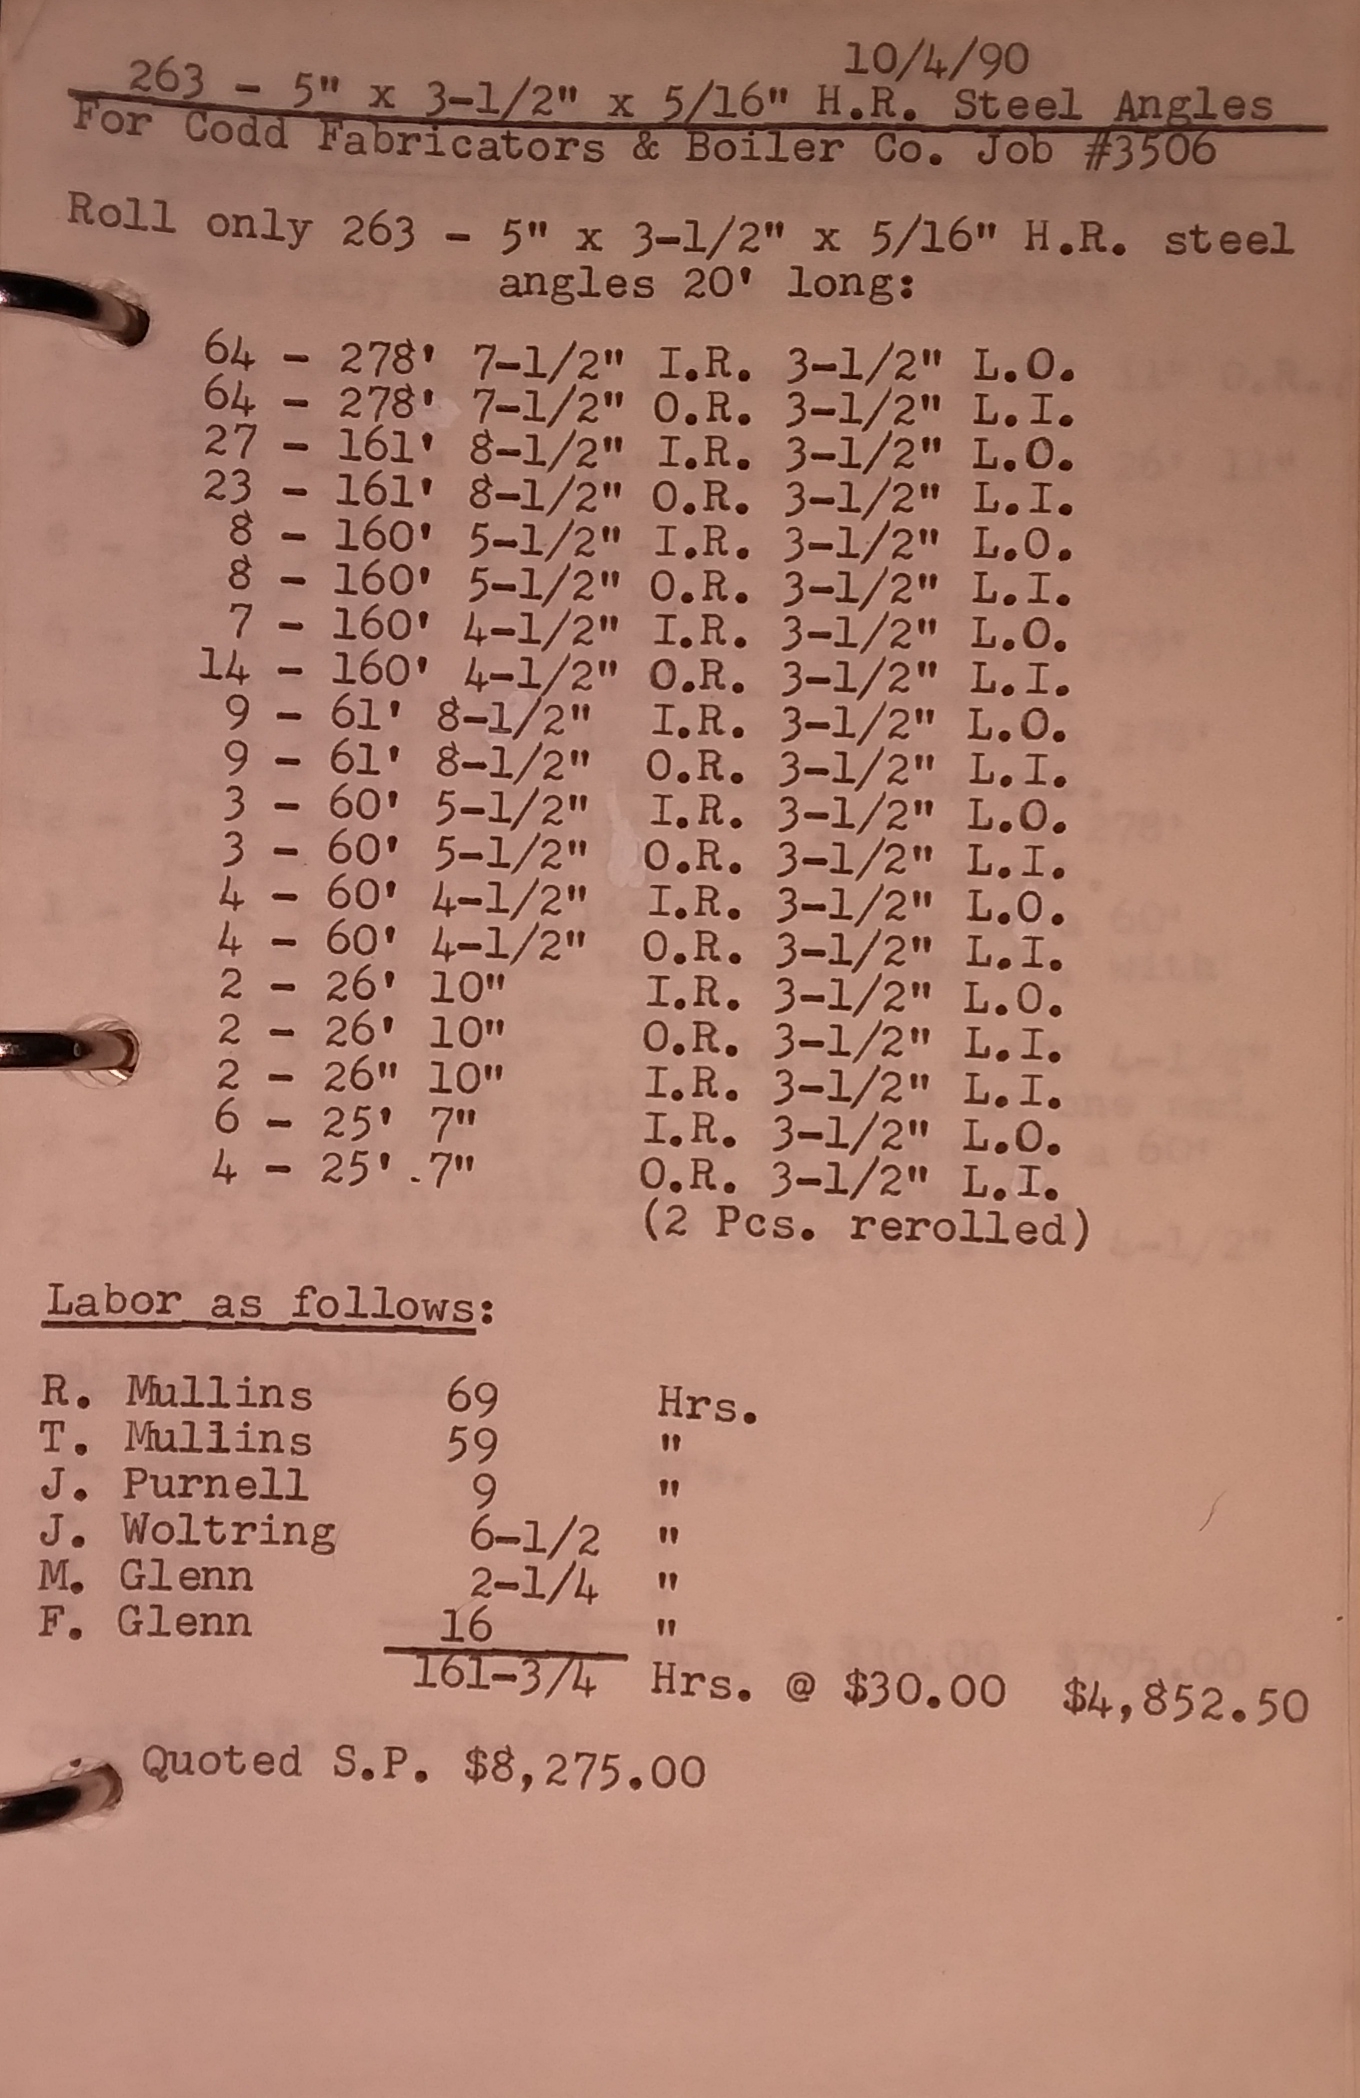 10/4/90
263 - 5" x 3-1/2" x 5/16" H.R. Steel Angles
For Codd Fabricators & Boiler Co. Job #3506
Roll only 263 - 5" x 3-1/2" x 5/16" H.R. steel
angles 20' long:
64 - 278' 7-1/2" I.R. 3-1/2" L.O.
64 - 278' 7-1/2" O.R. 3-1/2" L.I.
27 - 161' 8-1/2" I.R. 3-1/2" L.O.
23 - 161' 8-1/2" O.R. 3-1/2" L.I.
8 - 160' 5-1/2" I.R. 3-1/2" L.O.
8 - 160' 5-1/2" O.R. 3-1/2" L.I.
7 - 160' 4-1/2" I.R. 3-1/2" L.O.
14 - 160' 4-1/2" O.R. 3-1/2" L.I.
9 - 61' 8-1/2" I.R. 3-1/2" L.O.
9 - 61' 8-1/2" O.R. 3-1/2" L.I.
3 - 60' 5-1/2" I.R. 3-1/2" L.O.
3 - 60' 5-1/2" O.R. 3-1/2" L.I.
4 - 60' 4-1/2" I.R. 3-1/2" L.O.
4 - 60' 4-1/2" O.R. 3-1/2" L.I.
2 - 26' 10" I.R. 3-1/2" L.O.
2 - 26' 10" O.R. 3-1/2" L.I.
2 - 26" 10" I.R. 3-1/2" L.I.
6 - 25' 7" I.R. 3-1/2" L.O.
4 - 25' .7" O.R. 3-1/2" L.I.
(2 Pcs. rerolled)
Labor as follows:
R. Mullins 69 Hrs.
T. Mullins 59 "
J. Purnell 9 "
J. Woltring 6-1/2 "
M. Glenn 2-1/4 "
F. Glenn 16 "
161-3/4 Hrs. @ $30.00 $4,852.50
Quoted S.P. $8,275.00